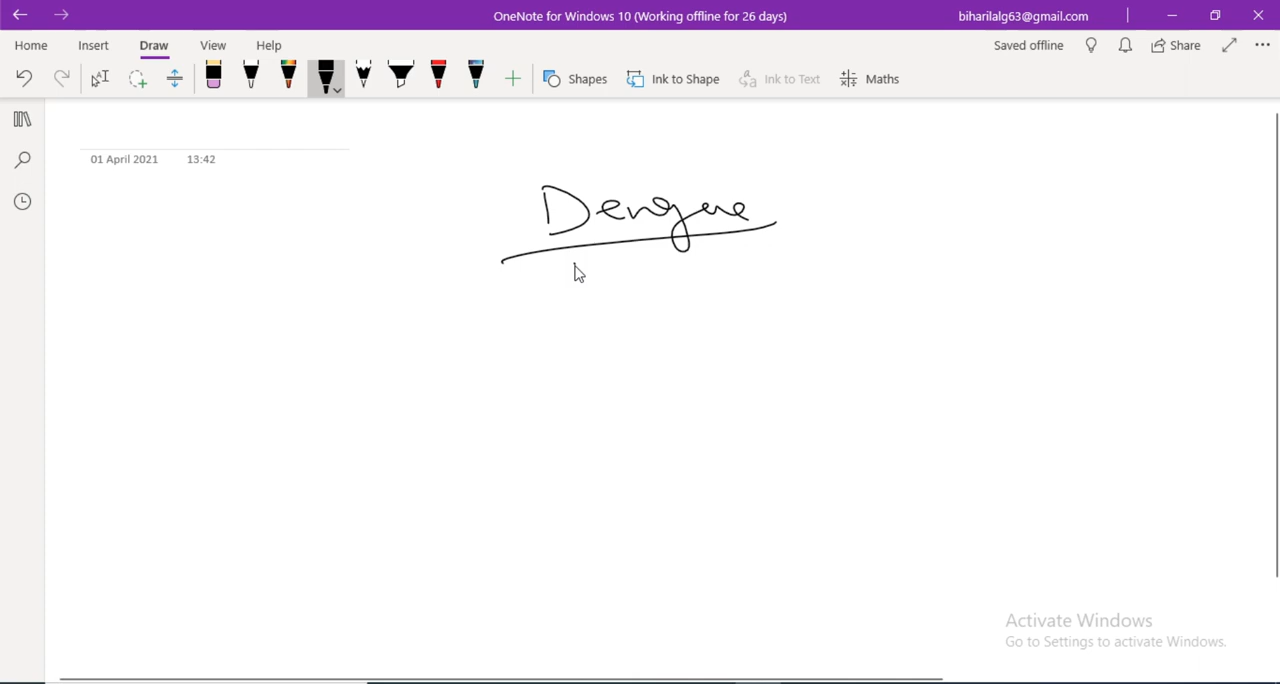 OneNote for Windows 10 (Working offline for 26 days)
biharilalg63@gmail.com
Home Insert Draw View Help
Saved offline Share
Shapes Ink to Shape Ink to Text Maths
01 April 2021 13:42
Dengue
Activate Windows
Go to Settings to activate Windows.